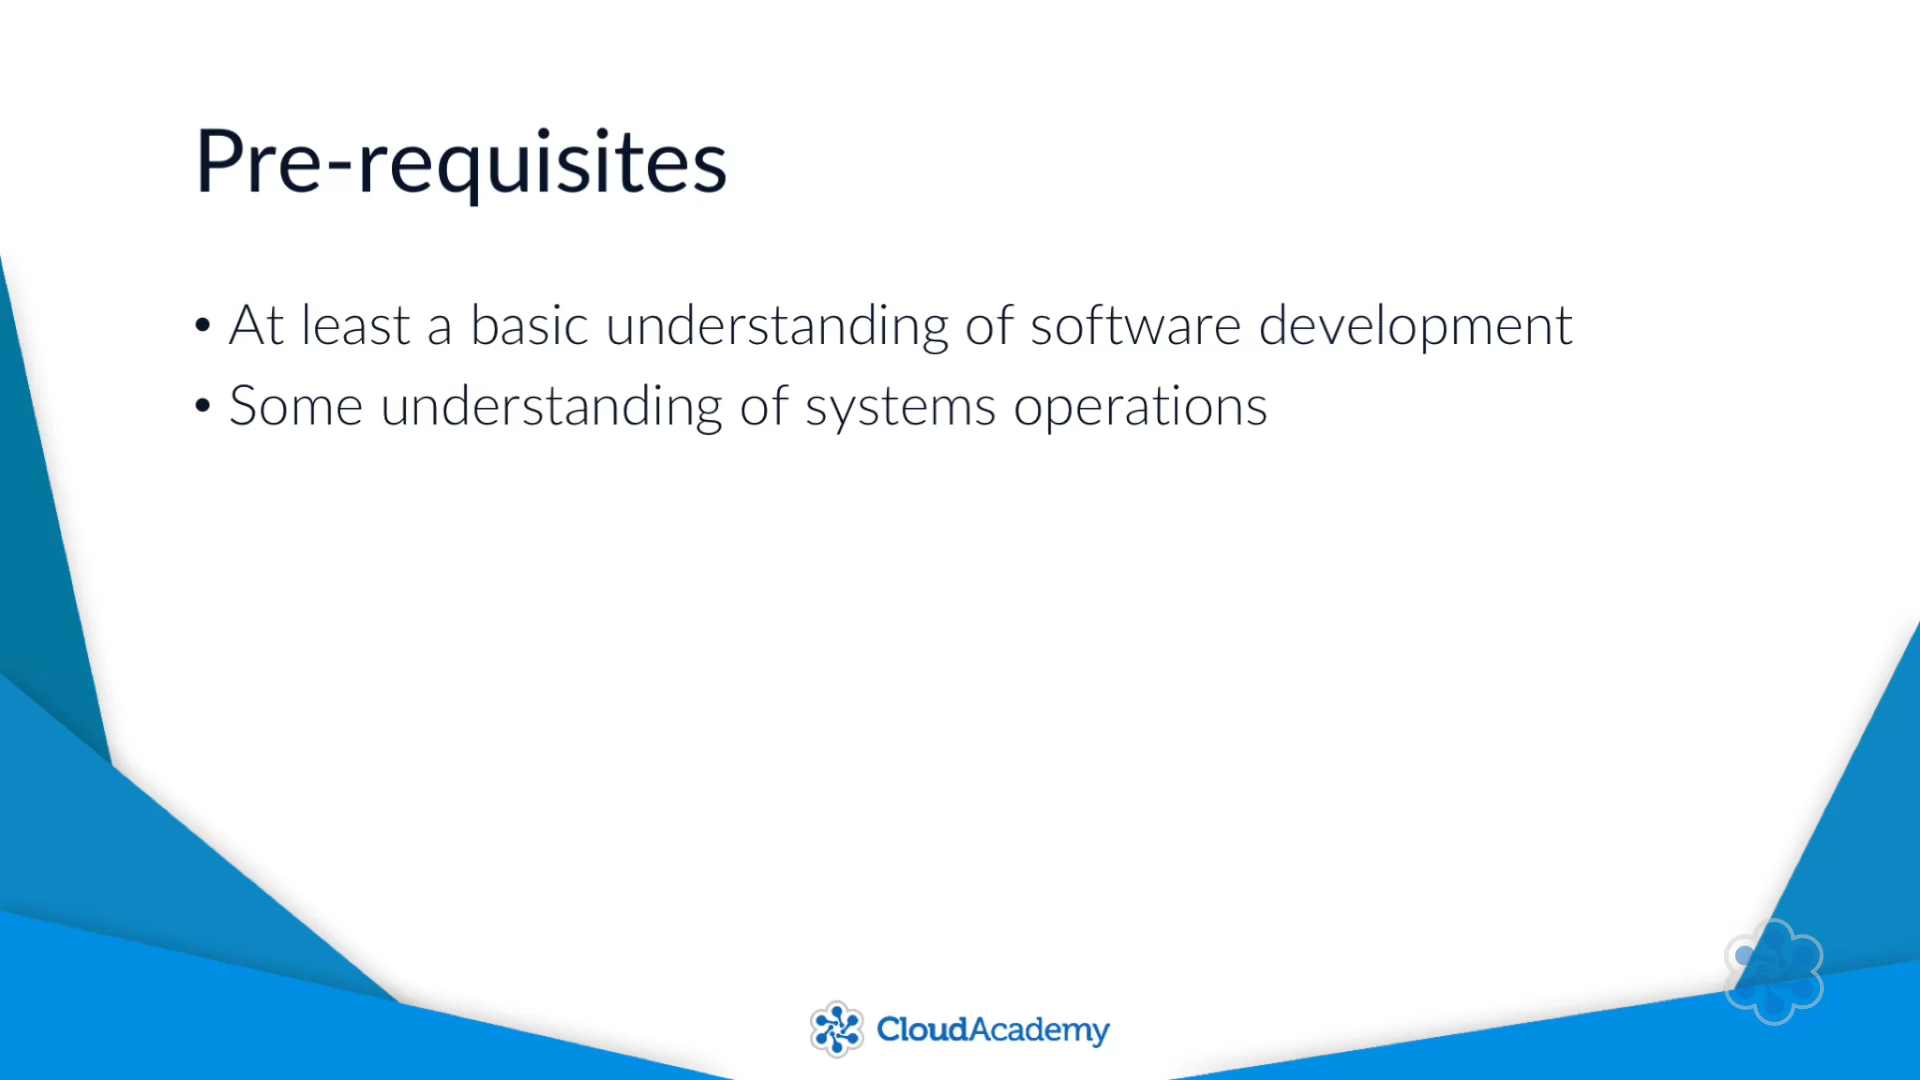 Pre-requisites
• At least a basic understanding of software development
• Some understanding of systems operations
CloudAcademy